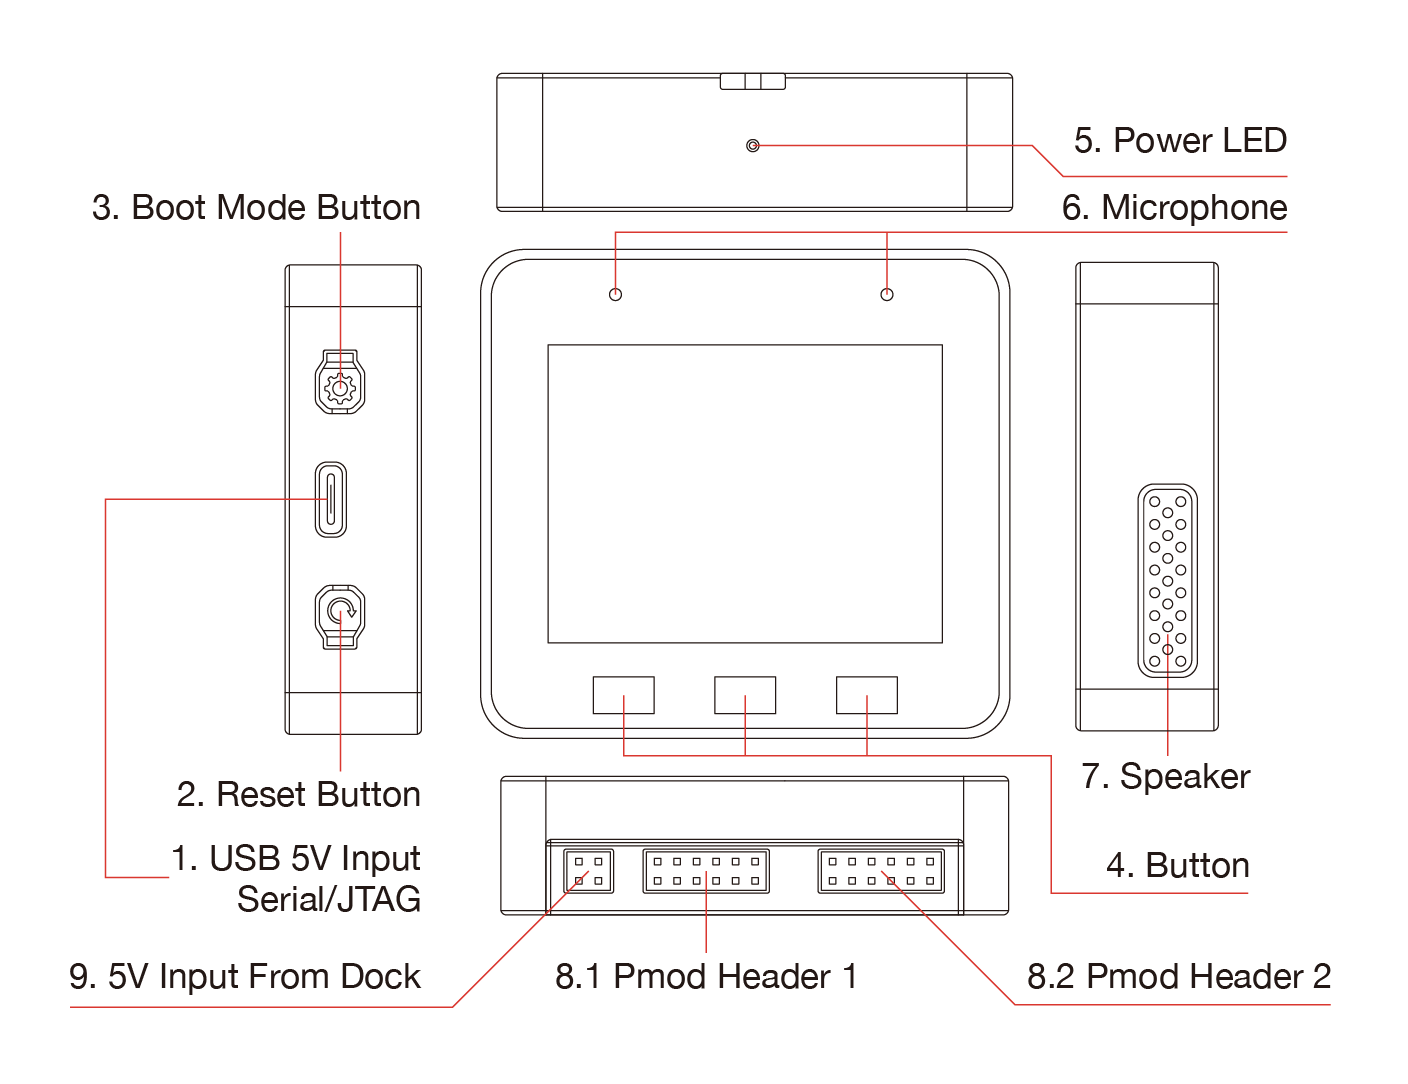 5. Power LED
3. Boot Mode Button
6. Microphone
7. Speaker
2. Reset Button
1. USB 5V Input
Serial/JTAG
4. Button
9. 5V Input From Dock
8.1 Pmod Header 1
8.2 Pmod Header 2